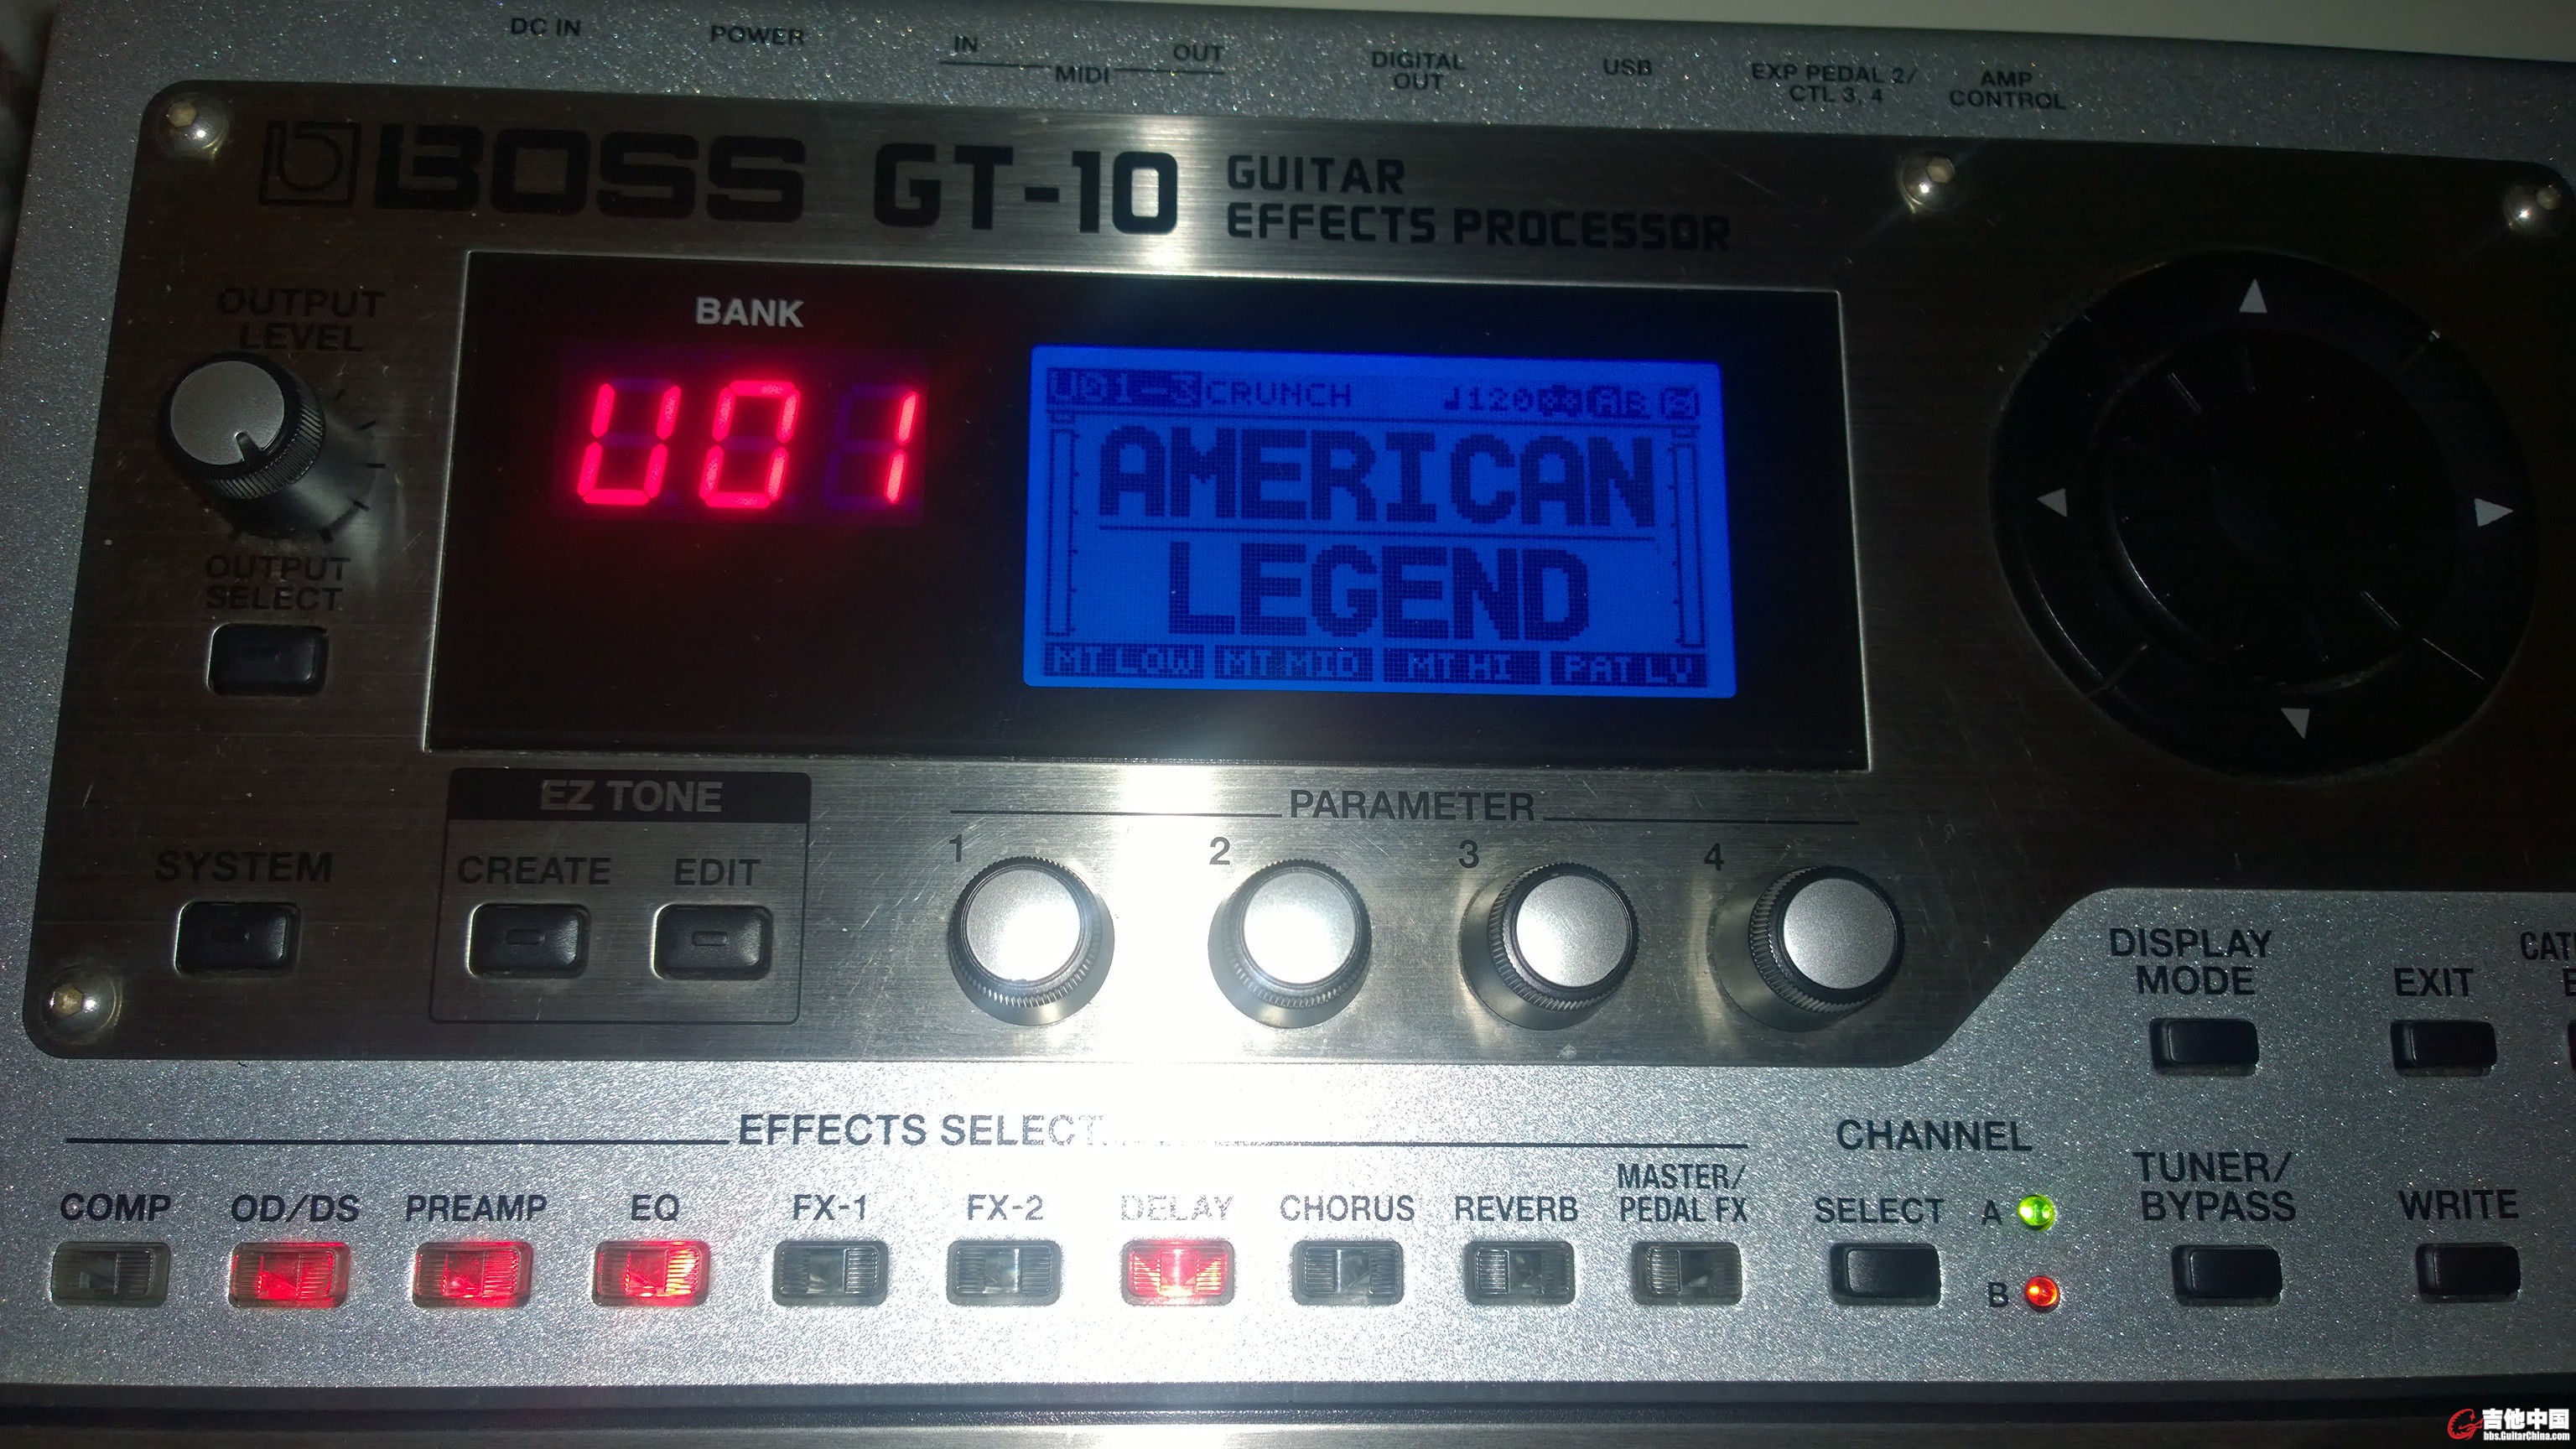 DC IN
POWER
IN
OUT
MIDI
DIGITAL
OUT
USB
EXP PEDAL 2/
CTL 3, 4
AMP
CONTROL
BOSS GT-10 GUITAR
EFFECTS PROCESSOR
OUTPUT
LEVEL
BANK
U01
U01-3 CRUNCH ♩120 A B
AMERICAN
LEGEND
MT LOW MT MID MT HI PAT LV
OUTPUT
SELECT
EZ TONE
PARAMETER
1 2 3 4
SYSTEM
CREATE EDIT
DISPLAY
MODE
EXIT
EFFECTS SELECT
CHANNEL
COMP OD/DS PREAMP EQ FX-1 FX-2 DELAY CHORUS REVERB
MASTER/
PEDAL FX
SELECT A
B
TUNER/
BYPASS
WRITE
吉他中国
bbs.GuitarChina.com